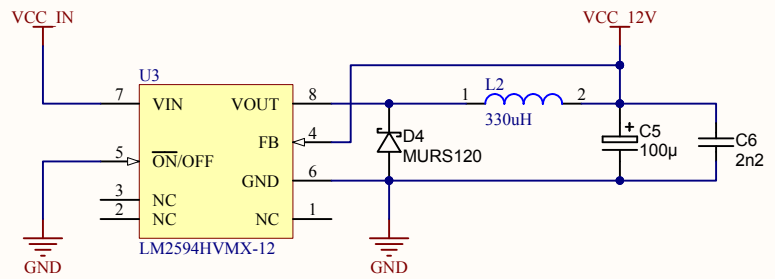 VCC_IN
VCC_12V
U3
7 VIN VOUT 8
1 L2 2
330uH
FB 4
D4
MURS120
C5
100µ
C6
2n2
5 ON/OFF
GND 6
3 NC
2 NC NC 1
LM2594HVMX-12
GND
GND